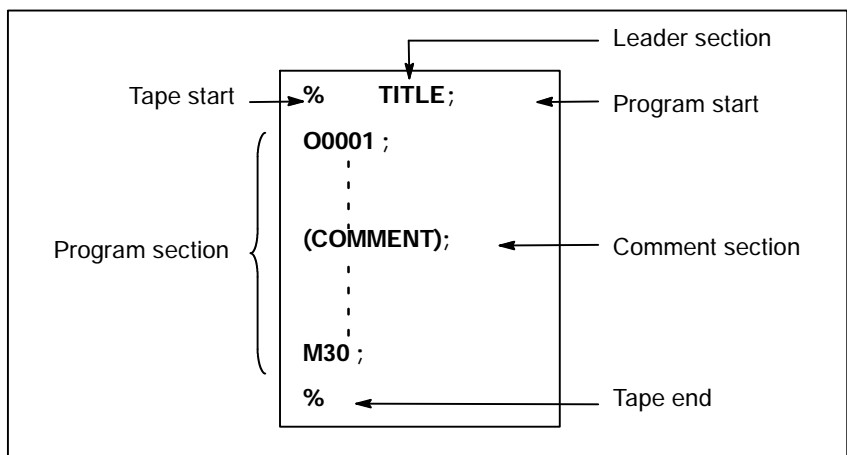 Leader section
Tape start
% TITLE;
Program start
O0001 ;
Program section
(COMMENT);
Comment section
M30 ;
%
Tape end